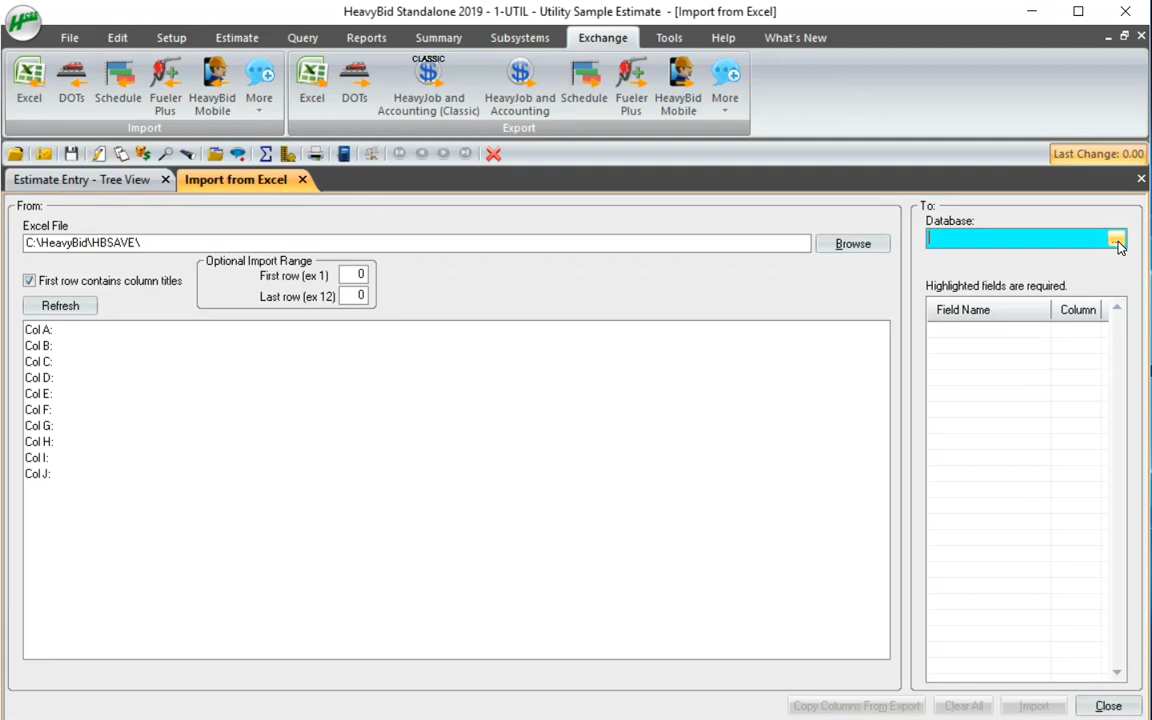 HeavyBid Standalone 2019 - 1-UTIL - Utility Sample Estimate - [Import from Excel]
HCSS
File Edit Setup Estimate Query Reports Summary Subsystems Exchange Tools Help What's New
CLASSIC
Excel DOTs Schedule Fueler Plus HeavyBid Mobile More
Import
Excel DOTs HeavyJob and Accounting (Classic) HeavyJob and Accounting Schedule Fueler Plus HeavyBid Mobile More
Export
Last Change: 0.00
Estimate Entry - Tree View Import from Excel
From:
Excel File
C:\HeavyBid\HBSAVE\ Browse
First row contains column titles
Optional Import Range
First row (ex 1) 0
Last row (ex 12) 0
Refresh
Col A:
Col B:
Col C:
Col D:
Col E:
Col F:
Col G:
Col H:
Col I:
Col J:
To:
Database:
...
Highlighted fields are required.
Field Name Column
Copy Columns From Export Clear All Import Close